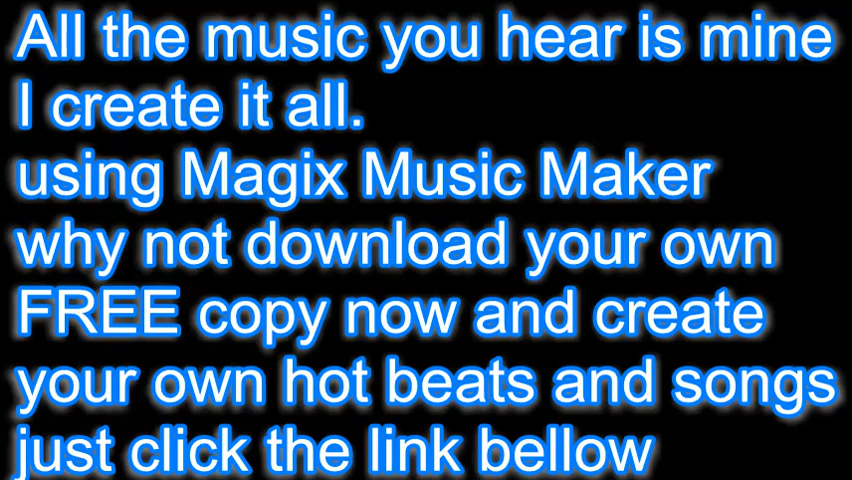 All the music you hear is mine
I create it all.
using Magix Music Maker
why not download your own
FREE copy now and create
your own hot beats and songs
just click the link bellow